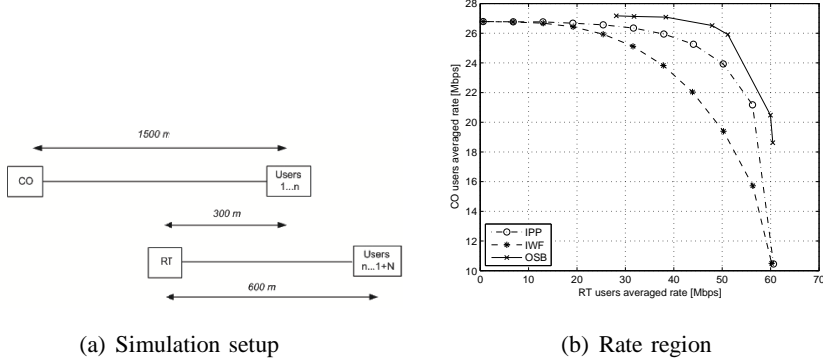 1500 m
CO
Users
1...n
300 m
RT
Users
n...1+N
600 m
(a) Simulation setup
28
26
24
22
20
18
16
14
12
10
CO users averaged rate [Mbps]
IPP
IWF
OSB
0
10
20
30
40
50
60
70
RT users averaged rate [Mbps]
(b) Rate region